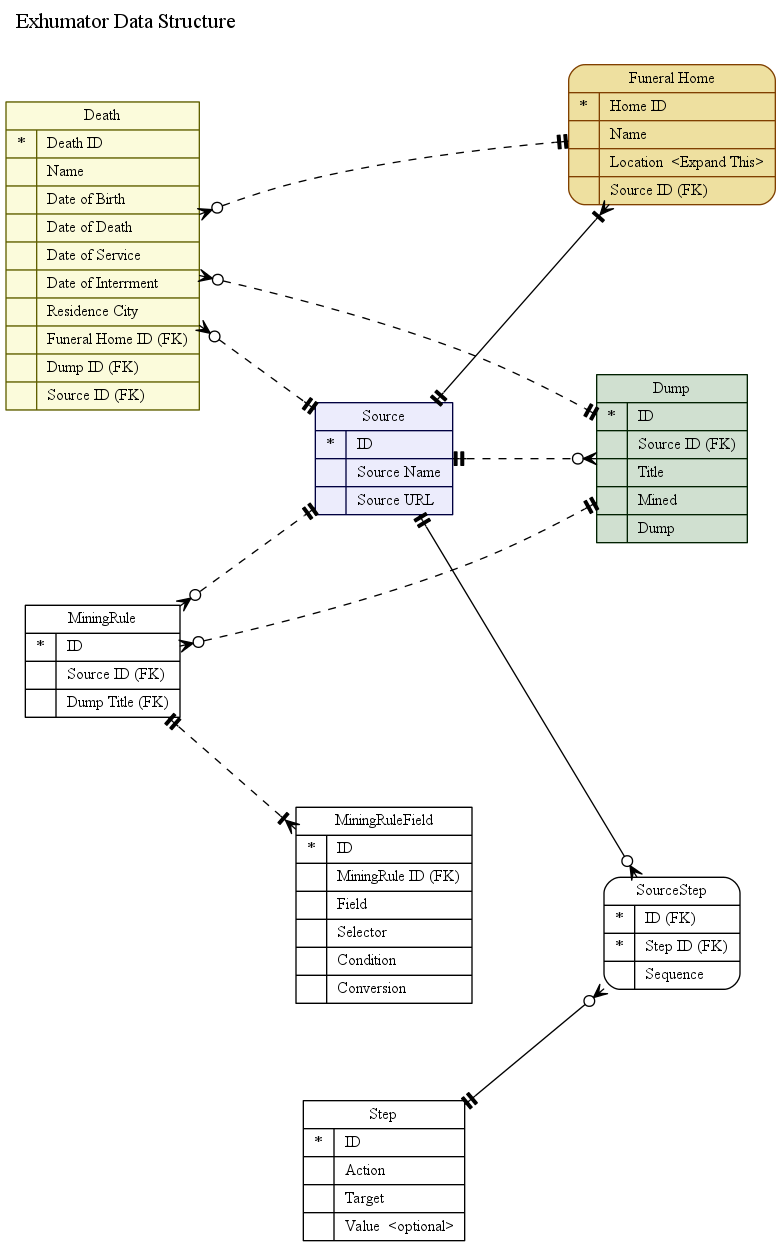 Exhumator Data Structure
Funeral Home
* Home ID
Name
Location <Expand This>
Source ID (FK)
Death
* Death ID
Name
Date of Birth
Date of Death
Date of Service
Date of Interrment
Residence City
Funeral Home ID (FK)
Dump ID (FK)
Source ID (FK)
Source
* ID
Source Name
Source URL
Dump
* ID
Source ID (FK)
Title
Mined
Dump
MiningRule
* ID
Source ID (FK)
Dump Title (FK)
MiningRuleField
* ID
MiningRule ID (FK)
Field
Selector
Condition
Conversion
SourceStep
* ID (FK)
* Step ID (FK)
Sequence
Step
* ID
Action
Target
Value <optional>